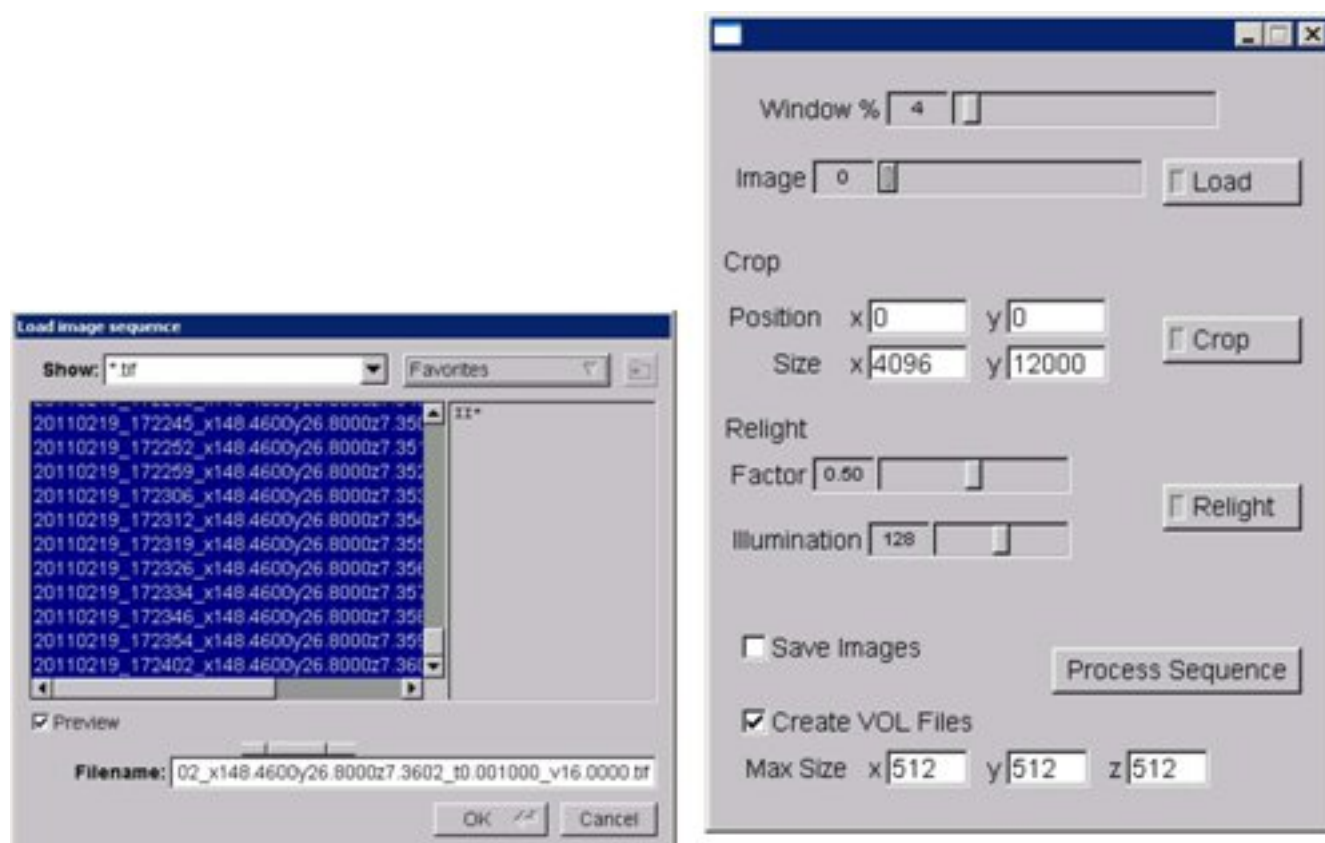 Load image sequence
Show: *.tif Favorites
II*
20110219_172245_x148.4600y26.8000z7.350
20110219_172252_x148.4600y26.8000z7.351
20110219_172259_x148.4600y26.8000z7.352
20110219_172306_x148.4600y26.8000z7.353
20110219_172312_x148.4600y26.8000z7.354
20110219_172319_x148.4600y26.8000z7.355
20110219_172326_x148.4600y26.8000z7.356
20110219_172334_x148.4600y26.8000z7.357
20110219_172346_x148.4600y26.8000z7.358
20110219_172354_x148.4600y26.8000z7.359
20110219_172402_x148.4600y26.8000z7.360
Preview
Filename: 02_x148.4600y26.8000z7.3602_t0.001000_v16.0000.tif
OK Cancel
Window % 4
Image 0 Load
Crop
Position x 0 y 0
Crop
Size x 4096 y 12000
Relight
Factor 0.50
Relight
Illumination 128
Save Images
Process Sequence
Create VOL Files
Max Size x 512 y 512 z 512